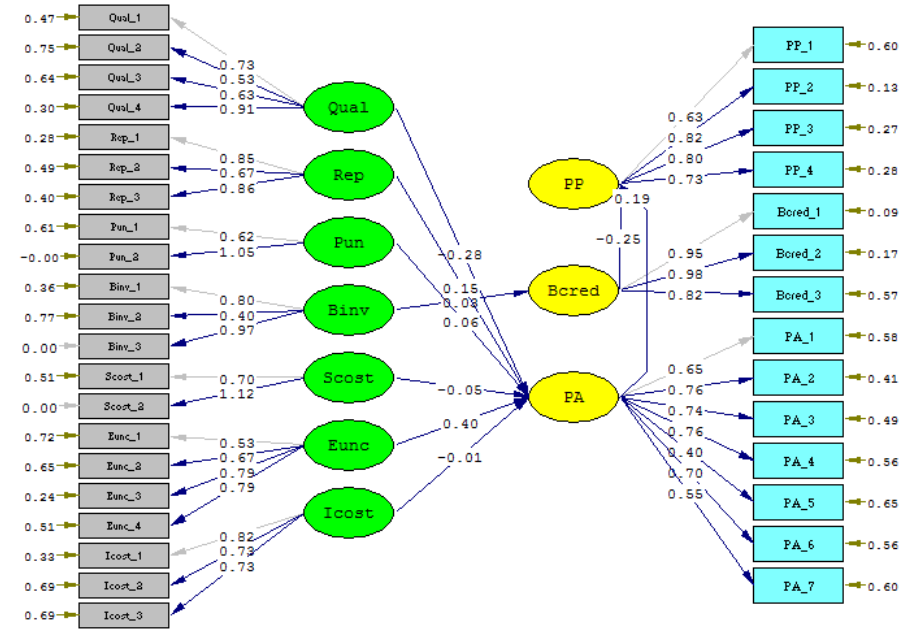 0.47 Qual_1
0.75 Qual_2
0.64 Qual_3
0.30 Qual_4
0.28 Rep_1
0.49 Rep_2
0.40 Rep_3
0.61 Pun_1
-0.00 Pun_2
0.36 Binv_1
0.77 Binv_2
0.00 Binv_3
0.51 Scost_1
0.00 Scost_2
0.72 Eunc_1
0.65 Eunc_2
0.24 Eunc_3
0.51 Eunc_4
0.33 Icost_1
0.69 Icost_2
0.69 Icost_3
0.73
0.53
0.63
0.91
0.85
0.67
0.86
0.62
1.05
0.80
0.40
0.97
0.70
1.12
0.53
0.67
0.79
0.79
0.82
0.73
0.73
Qual
Rep
Pun
Binv
Scost
Eunc
Icost
-0.28
0.15
0.06
-0.05
0.40
-0.01
PP
Bcred
PA
0.19
-0.25
0.63
0.82
0.80
0.73
0.95
0.98
0.82
0.65
0.76
0.74
0.76
0.40
0.70
0.55
PP_1 0.60
PP_2 0.13
PP_3 0.27
PP_4 0.28
Bcred_1 0.09
Bcred_2 0.17
Bcred_3 0.57
PA_1 0.58
PA_2 0.41
PA_3 0.49
PA_4 0.56
PA_5 0.65
PA_6 0.56
PA_7 0.60